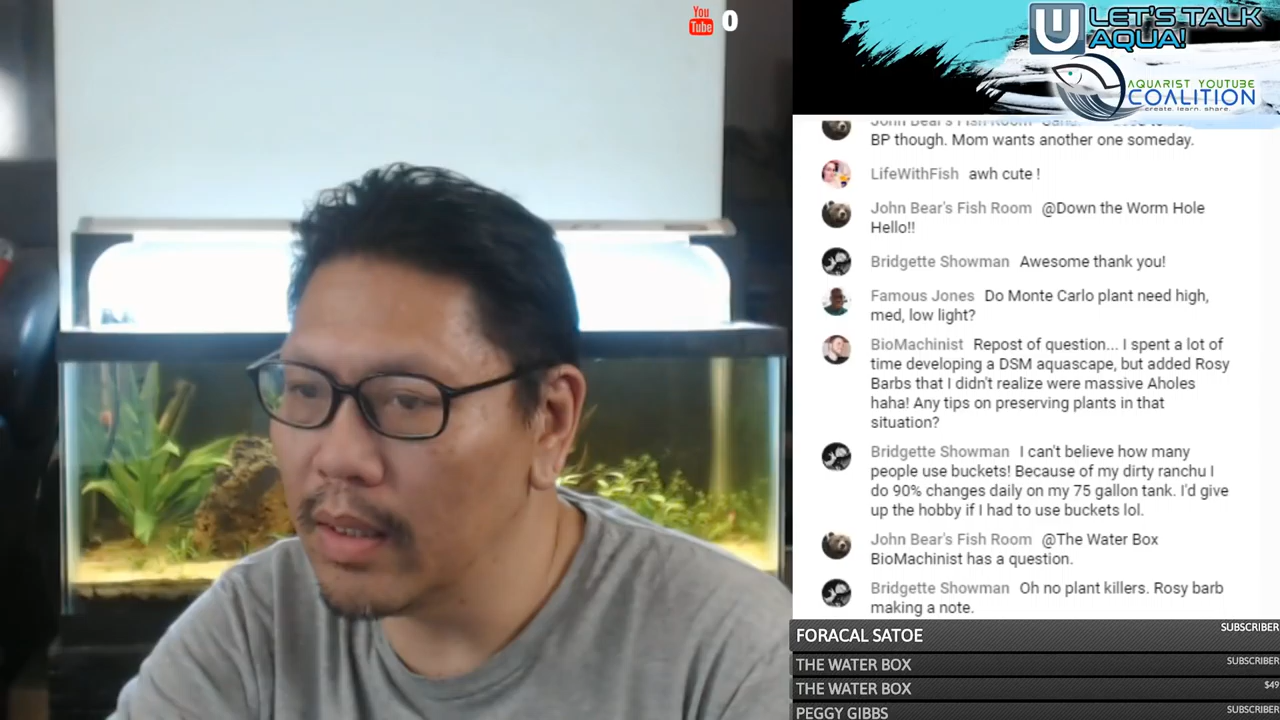 You
Tube
0
LET'S TALK
AQUA!
AQUARIST YOUTUBE
COALITION
create. learn. share.
John Bear's Fish Room
BP though. Mom wants another one someday.
LifeWithFish awh cute !
John Bear's Fish Room @Down the Worm Hole
Hello!!
Bridgette Showman Awesome thank you!
Famous Jones Do Monte Carlo plant need high,
med, low light?
BioMachinist Repost of question... I spent a lot of
time developing a DSM aquascape, but added Rosy
Barbs that I didn't realize were massive Aholes
haha! Any tips on preserving plants in that
situation?
Bridgette Showman I can't believe how many
people use buckets! Because of my dirty ranchu I
do 90% changes daily on my 75 gallon tank. I'd give
up the hobby if I had to use buckets lol.
John Bear's Fish Room @The Water Box
BioMachinist has a question.
Bridgette Showman Oh no plant killers. Rosy barb
making a note.
FORACAL SATOE SUBSCRIBER
THE WATER BOX SUBSCRIBER
THE WATER BOX $49
PEGGY GIBBS SUBSCRIBER